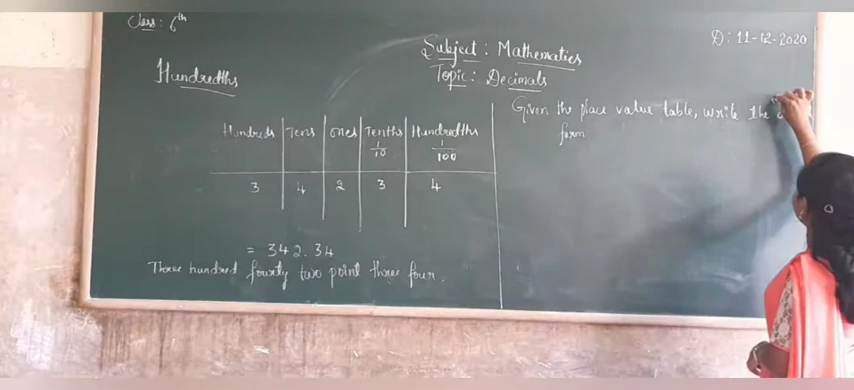 Class: 6th
Subject: Mathematics
D: 11-12-2020
Topic: Decimals
Hundredths
Hundreds Tens Ones Tenths 1/10 Hundredths 1/100
3 4 2 3 4
= 342.34
Three hundred fourty two point three four.
Given the place value table, write the
form